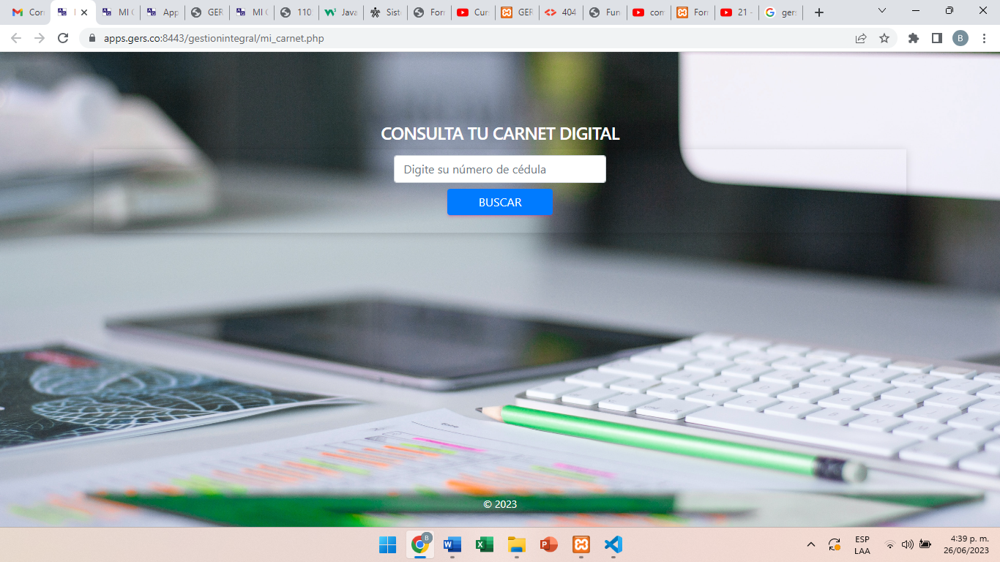 Cor
MI C
App
GER
MI C
110
Java
Sist
For
Cur
GER
404
Fun
com
For
21 -
gers
apps.gers.co:8443/gestionintegral/mi_carnet.php
B
CONSULTA TU CARNET DIGITAL
Digite su número de cédula
BUSCAR
© 2023
B
ESP
LAA
4:39 p. m.
26/06/2023